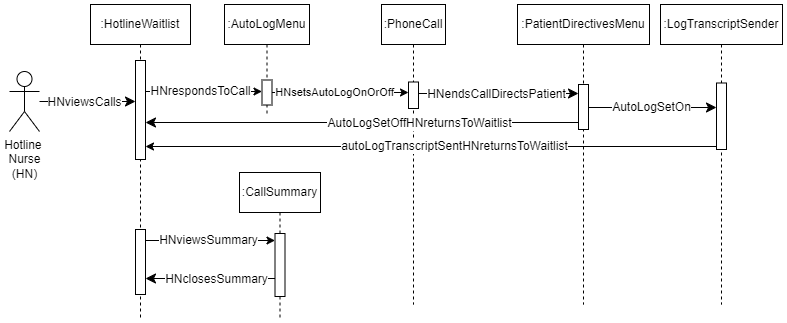 :HotlineWaitlist
:AutoLogMenu
:PhoneCall
:PatientDirectivesMenu
:LogTranscriptSender
HNviewsCalls
HNrespondsToCall
HNsetsAutoLogOnOrOff
HNendsCallDirectsPatient
AutoLogSetOn
AutoLogSetOffHNreturnsToWaitlist
autoLogTranscriptSentHNreturnsToWaitlist
Hotline
Nurse
(HN)
:CallSummary
HNviewsSummary
HNclosesSummary